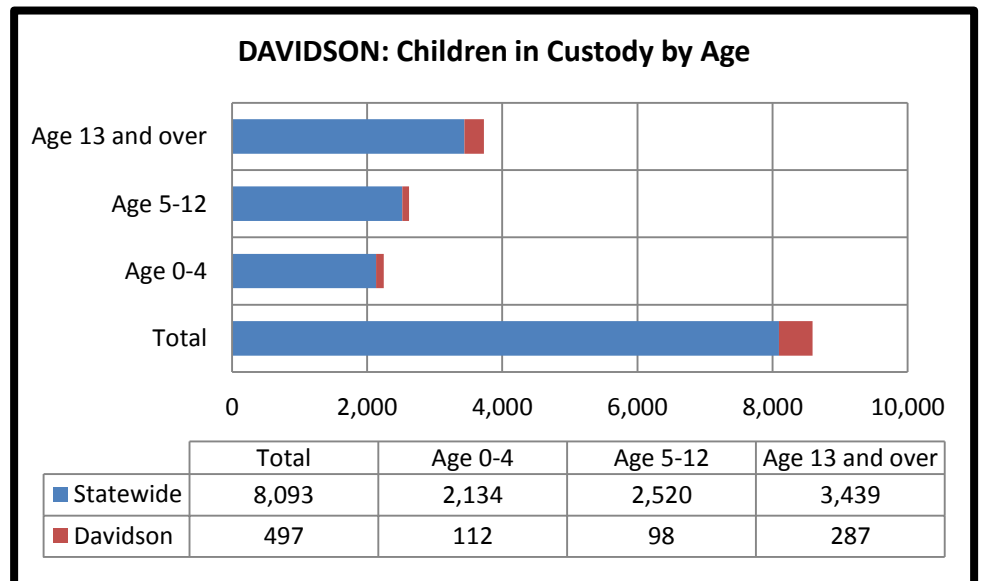 DAVIDSON: Children in Custody by Age
Age 13 and over
Age 5-12
Age 0-4
Total
0 2,000 4,000 6,000 8,000 10,000
Total Age 0-4 Age 5-12 Age 13 and over
Statewide 8,093 2,134 2,520 3,439
Davidson 497 112 98 287